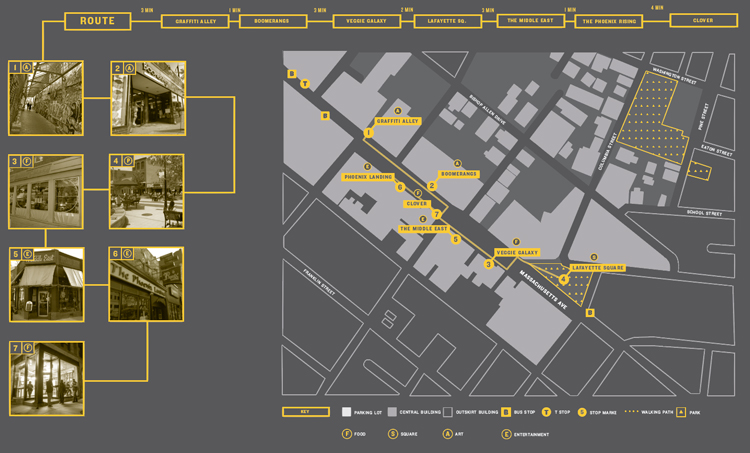 3 MIN 1 MIN 3 MIN 2 MIN 3 MIN 1 MIN 4 MIN
ROUTE GRAFFITI ALLEY BOOMERANGS VEGGIE GALAXY LAFAYETTE SQ. THE MIDDLE EAST THE PHOENIX RISING CLOVER
1 A
2 A
3 F
4 F
5 E
6 E
The Phoenix
7 F
B
T
B
A
GRAFFITI ALLEY
1
BISHOP ALLEN DRIVE
WASHINGTON STREET
PINE STREET
COLUMBIA STREET
EATON STREET
E
PHOENIX LANDING
6
A
BOOMERANGS
2
F
CLOVER
7
E
THE MIDDLE EAST
5
SCHOOL STREET
F
VEGGIE GALAXY
3
E
LAFAYETTE SQUARE
4
MASSACHUSETTS AVE
B
FRANKLIN STREET
KEY PARKING LOT CENTRAL BUILDING OUTSKIRT BUILDING B BUS STOP T T STOP 5 STOP MARKE WALKING PATH PARK
F FOOD S SQUARE A ART E ENTERTAINMENT